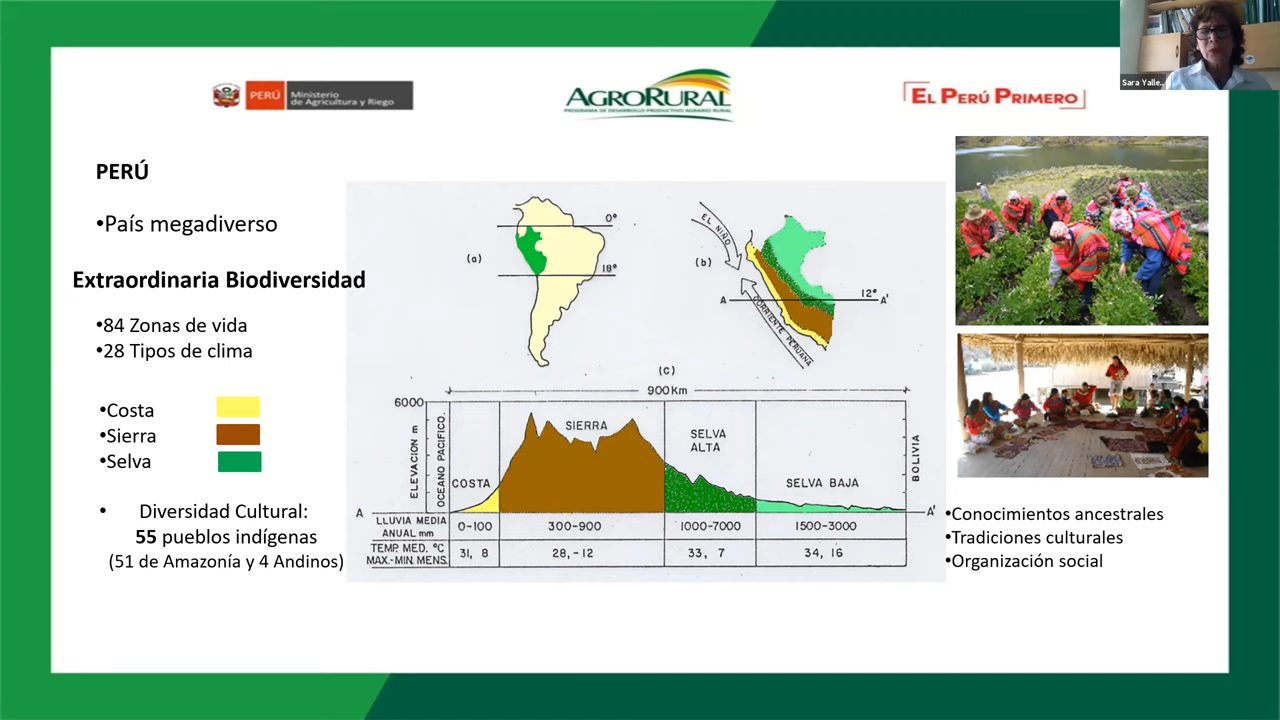 PERÚ
Ministerio
de Agricultura y Riego
AGRORURAL
PROGRAMA DE DESARROLLO PRODUCTIVO AGRARIO RURAL
EL PERÚ PRIMERO
Sara Yalle...
PERÚ
•País megadiverso
Extraordinaria Biodiversidad
•84 Zonas de vida
•28 Tipos de clima
•Costa
•Sierra
•Selva
• Diversidad Cultural:
55 pueblos indígenas
(51 de Amazonía y 4 Andinos)
(a)
0°
18°
(b)
EL NIÑO
A
12°
A'
CORRIENTE PERUANA
(C)
900Km
6000
ELEVACION m
OCEANO PACIFICO.
COSTA
SIERRA
SELVA
ALTA
SELVA BAJA
BOLIVIA
A
A'
LLUVIA MEDIA
ANUAL mm
0-100
300-900
1000-7000
1500-3000
TEMP. MED. °C
MAX.-MIN. MENS.
31, 8
28,-12
33, 7
34, 16
•Conocimientos ancestrales
•Tradiciones culturales
•Organización social